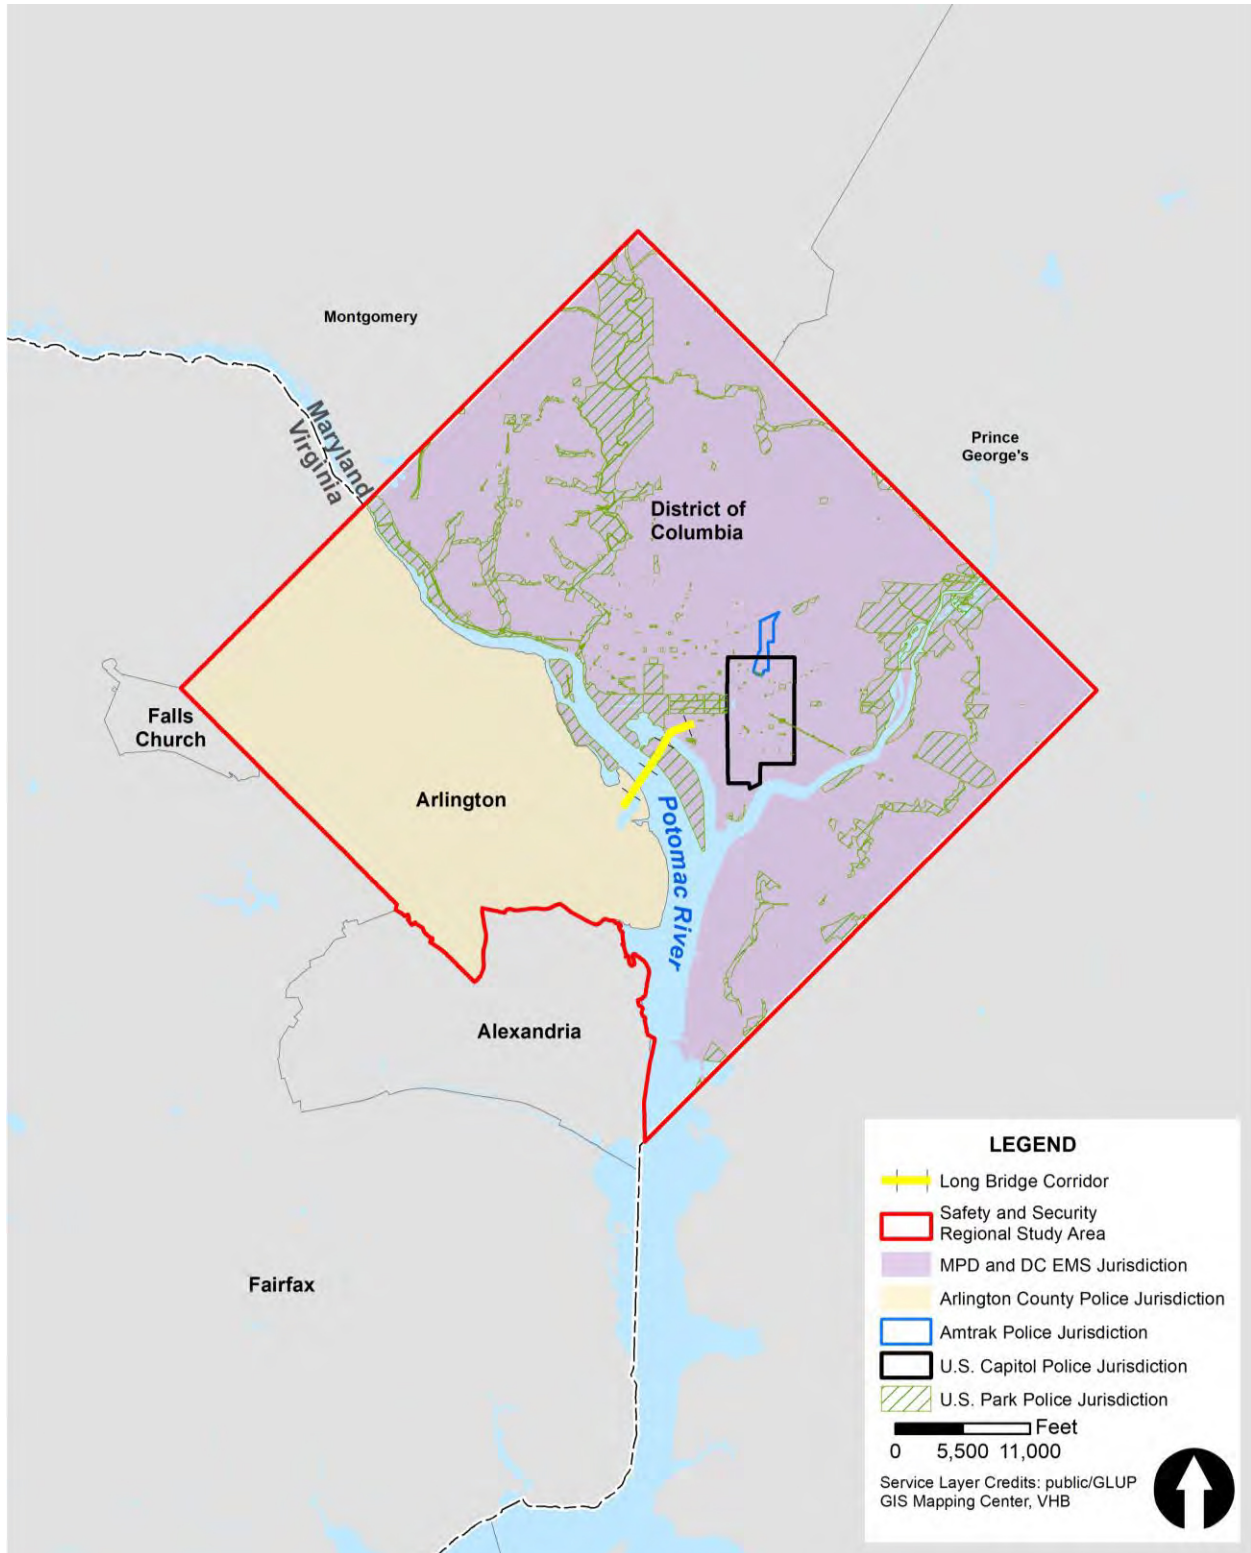 Montgomery
Maryland
Virginia
Prince
George's
District of
Columbia
Falls
Church
Arlington
Potomac River
Alexandria
Fairfax
LEGEND
Long Bridge Corridor
Safety and Security
Regional Study Area
MPD and DC EMS Jurisdiction
Arlington County Police Jurisdiction
Amtrak Police Jurisdiction
U.S. Capitol Police Jurisdiction
U.S. Park Police Jurisdiction
Feet
0 5,500 11,000
Service Layer Credits: public/GLUP
GIS Mapping Center, VHB